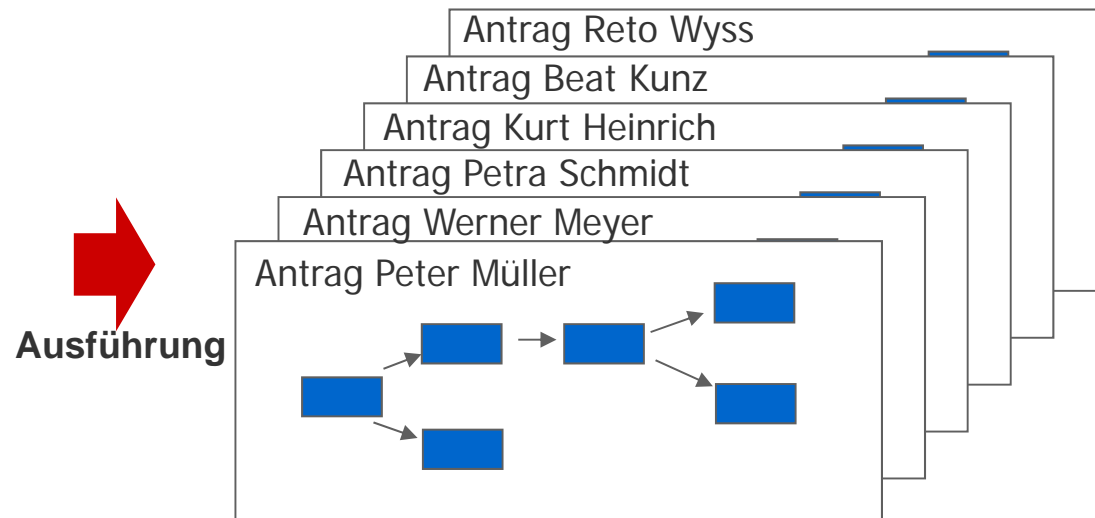 Antrag Reto Wyss
Antrag Beat Kunz
Antrag Kurt Heinrich
Antrag Petra Schmidt
Antrag Werner Meyer
Antrag Peter Müller
Ausführung